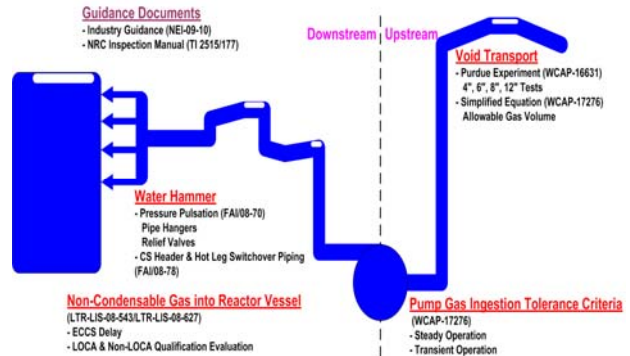 Guidance Documents
- Industry Guidance (NEI-09-10)
- NRC Inspection Manual (TI 2515/177)
Downstream
Upstream
Void Transport
- Purdue Experiment (WCAP-16631)
4", 6", 8", 12" Tests
- Simplified Equation (WCAP-17276)
Allowable Gas Volume
Water Hammer
- Pressure Pulsation (FAI/08-70)
Pipe Hangers
Relief Valves
- CS Header & Hot Leg Switchover Piping
(FAI/08-78)
Non-Condensable Gas into Reactor Vessel
(LTR-LIS-08-543/LTR-LIS-08-627)
- ECCS Delay
- LOCA & Non-LOCA Qualification Evaluation
Pump Gas Ingestion Tolerance Criteria
(WCAP-17276)
- Steady Operation
- Transient Operation